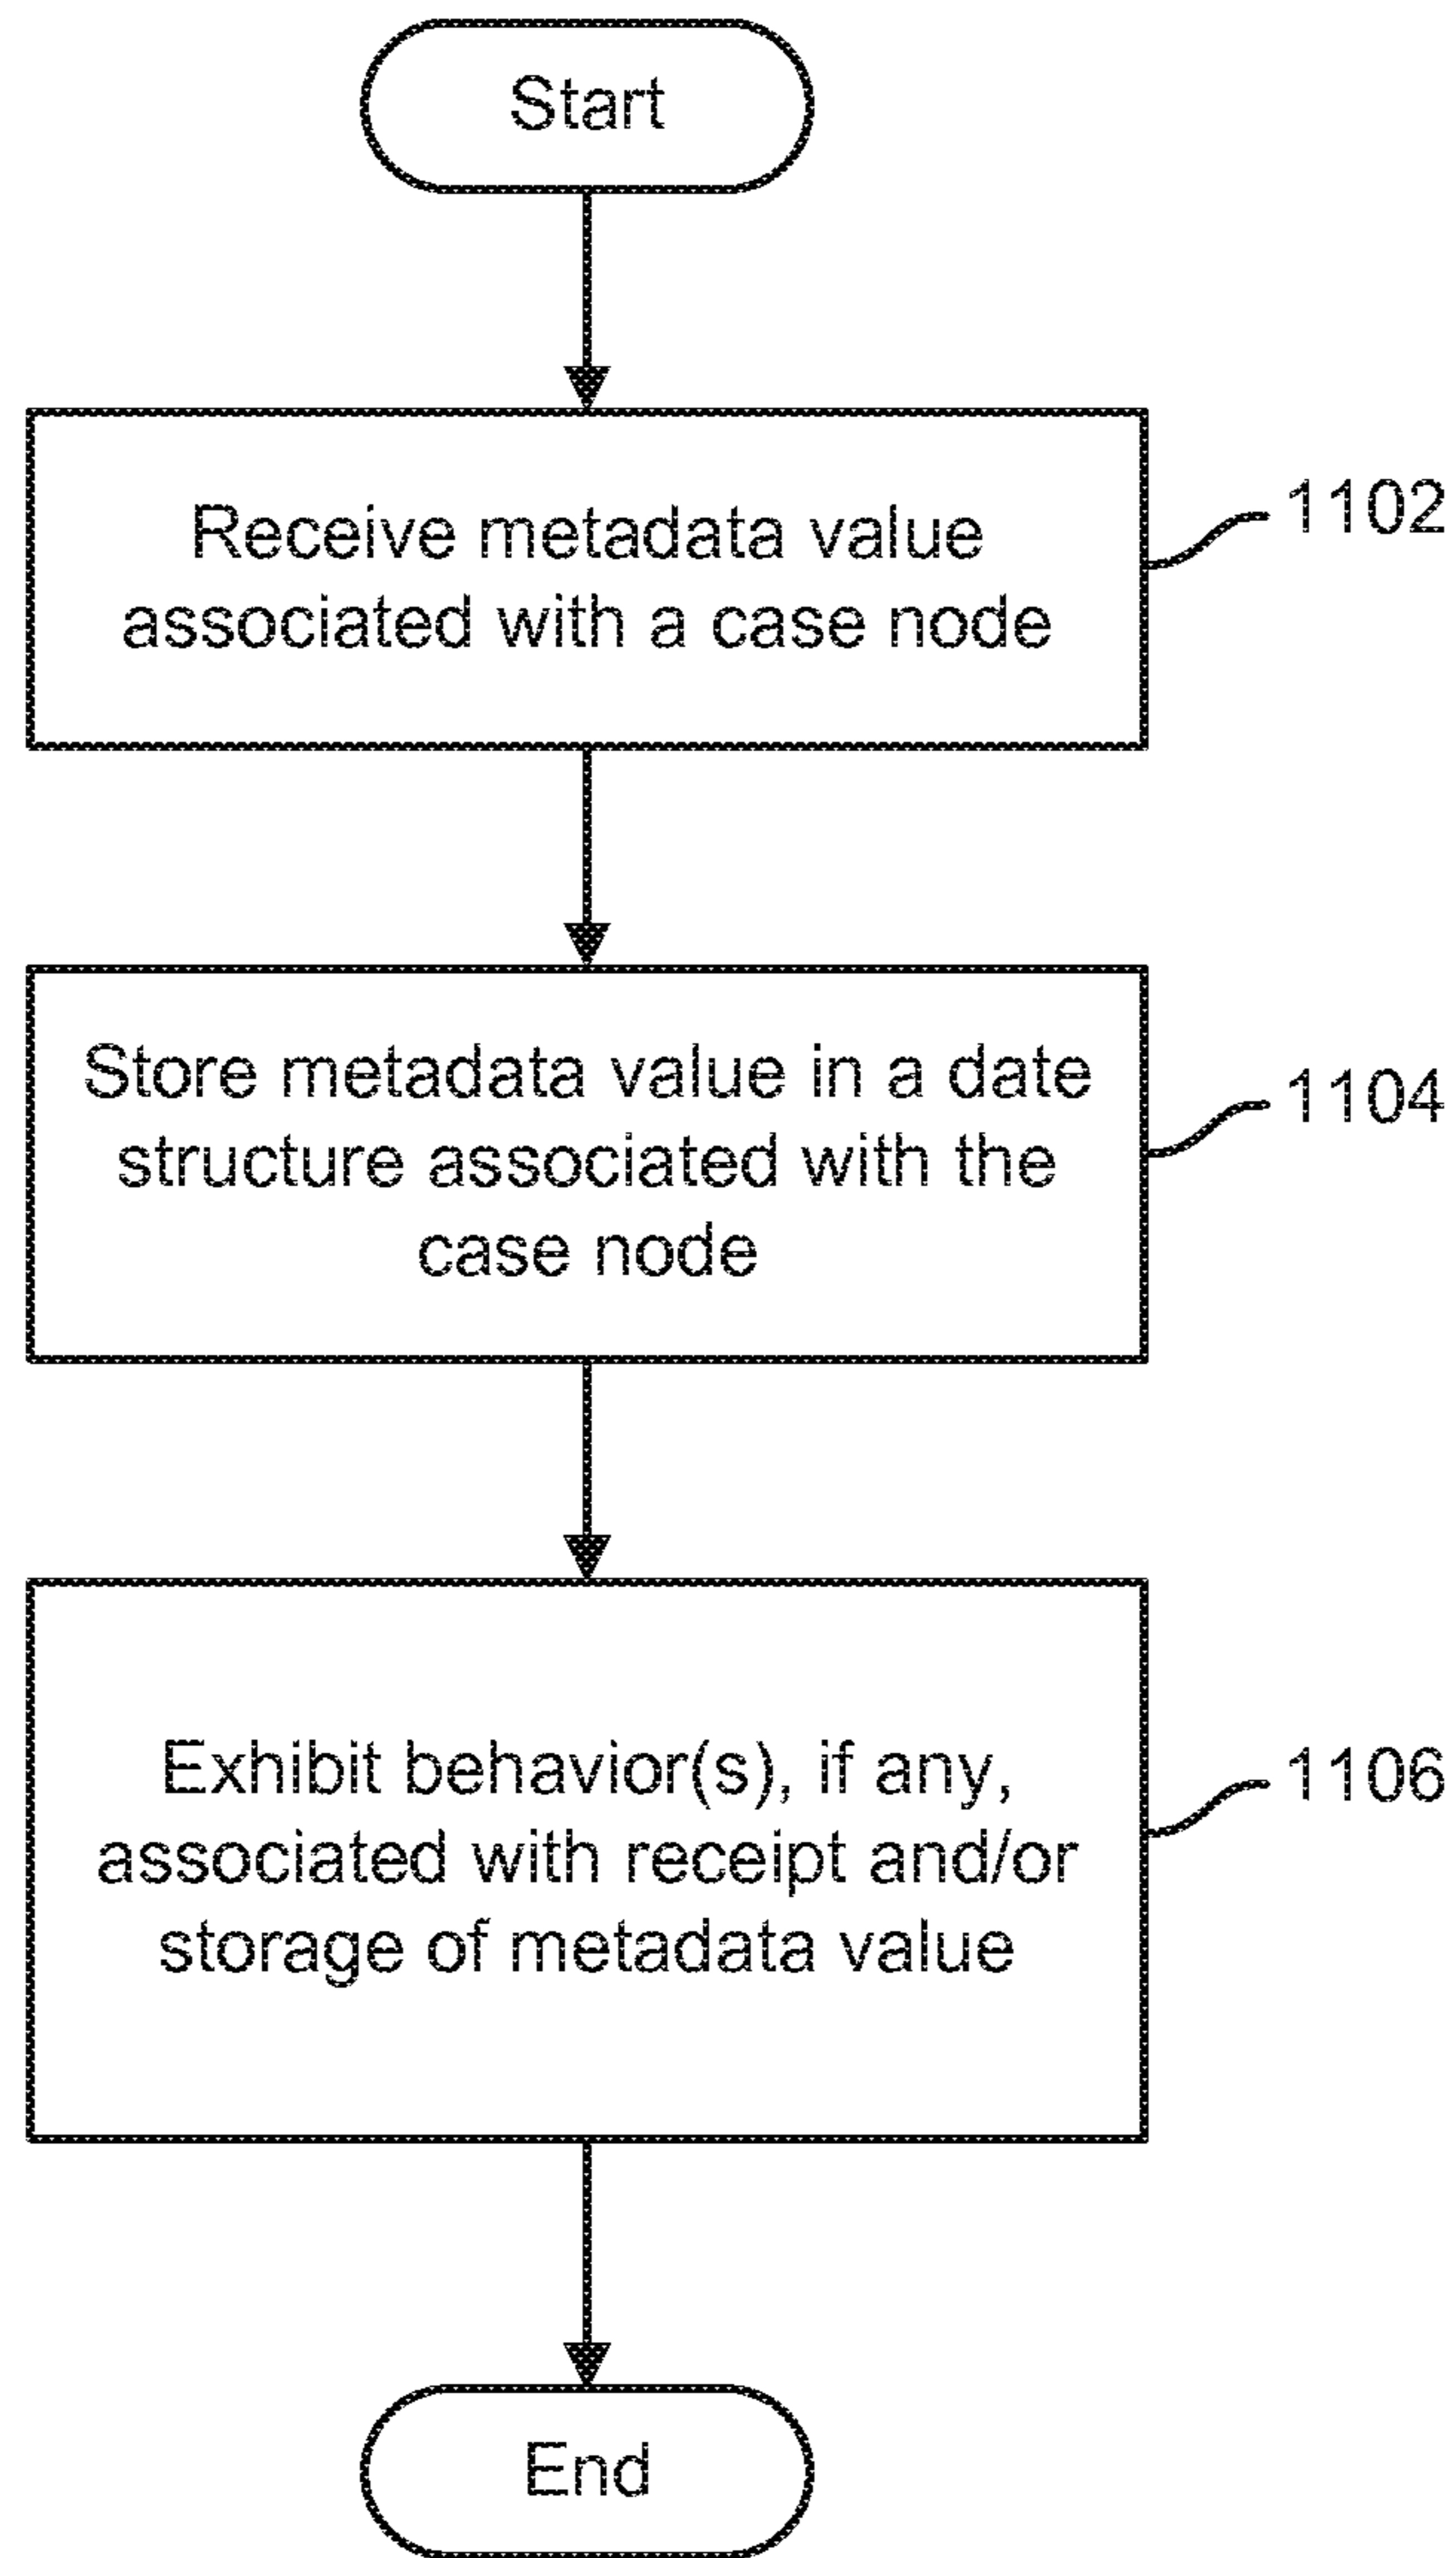 Start
Receive metadata value
associated with a case node
1102
Store metadata value in a date
structure associated with the
case node
1104
Exhibit behavior(s), if any,
associated with receipt and/or
storage of metadata value
1106
End